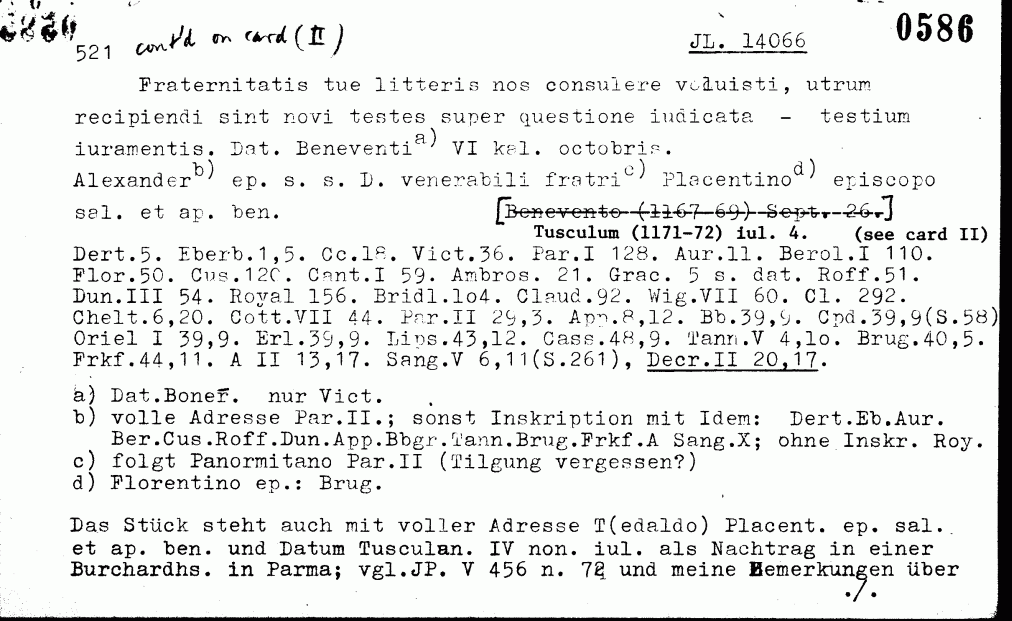 521 cont'd on card (II) JL. 14066 0586
Fraternitatis tue litteris nos consulere voluisti, utrum
recipiendi sint novi testes super questione iudicata - testium
iuramentis. Dat. Beneventi a) VI kal. octobris.
Alexander b) ep. s. s. D. venerabili fratri c) Placentino d) episcopo
sal. et ap. ben. [Benevento (1167-69) Sept. 26.]
Tusculum (1171-72) iul. 4. (see card II)
Dert.5. Eberb.1,5. Cc.18. Vict.36. Par.I 128. Aur.11. Berol.I 110.
Flor.50. Cus.120. Cant.I 59. Ambros. 21. Grac. 5 s. dat. Roff.51.
Dun.III 54. Royal 156. Bridl.1o4. Claud.92. Wig.VII 60. Cl. 292.
Chelt.6,20. Cott.VII 44. Par.II 29,3. App.8,12. Bb.39,9. Cpd.39,9(S.58)
Oriel I 39,9. Erl.39,9. Lips.43,12. Cass.48,9. Tann.V 4,1o. Brug.40,5.
Frkf.44,11. A II 13,17. Sang.V 6,11(S.261), Decr.II 20,17.
a) Dat.Benef. nur Vict.
b) volle Adresse Par.II.; sonst Inskription mit Idem: Dert.Eb.Aur.
Ber.Cus.Roff.Dun.App.Bbgr.Tann.Brug.Frkf.A Sang.X; ohne Inskr. Roy.
c) folgt Panormitano Par.II (Tilgung vergessen?)
d) Florentino ep.: Brug.
Das Stück steht auch mit voller Adresse T(edaldo) Placent. ep. sal.
et ap. ben. und Datum Tusculan. IV non. iul. als Nachtrag in einer
Burchardhs. in Parma; vgl.JP. V 456 n. 72 und meine Bemerkungen über
./.